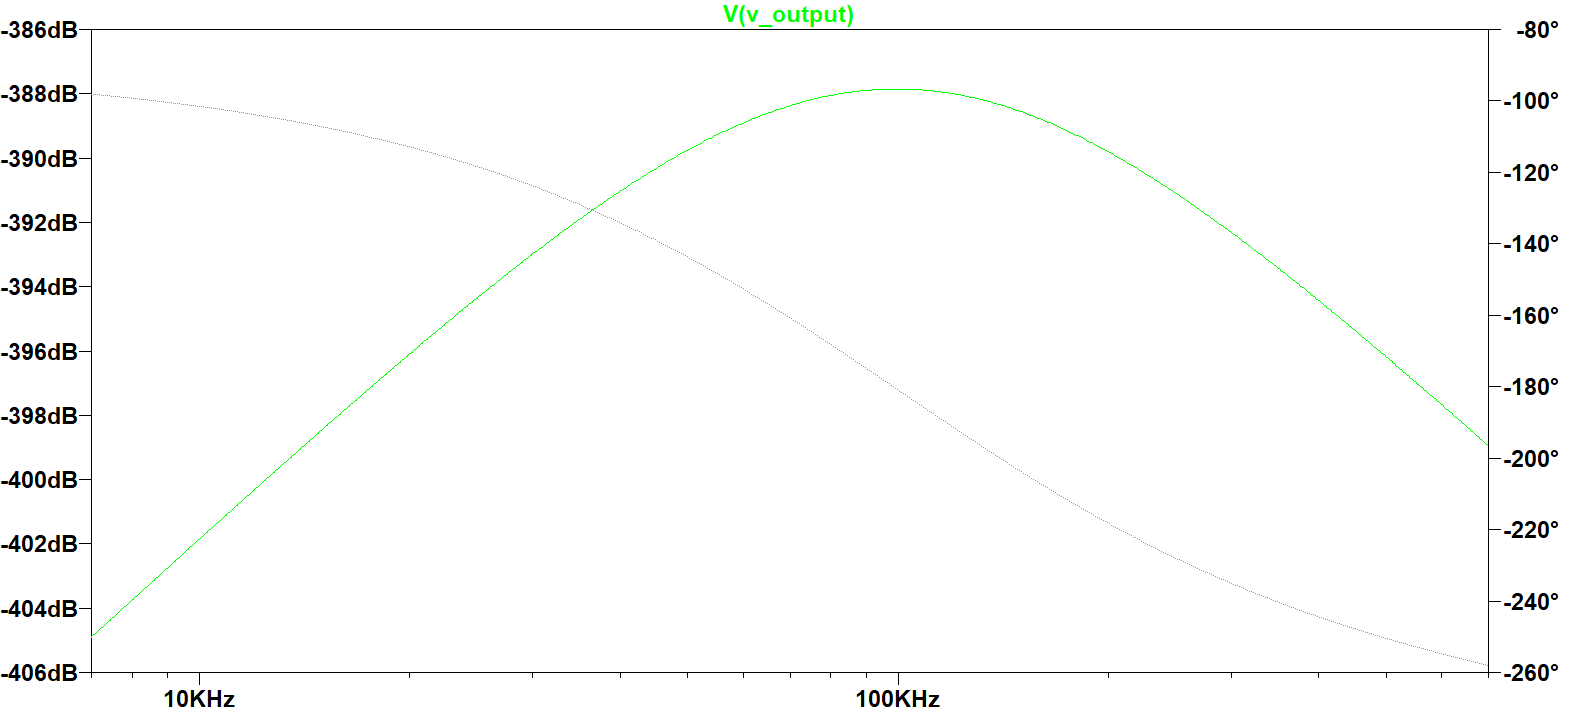 V(v_output)
-386dB
-388dB
-390dB
-392dB
-394dB
-396dB
-398dB
-400dB
-402dB
-404dB
-406dB
-80°
-100°
-120°
-140°
-160°
-180°
-200°
-220°
-240°
-260°
10KHz
100KHz